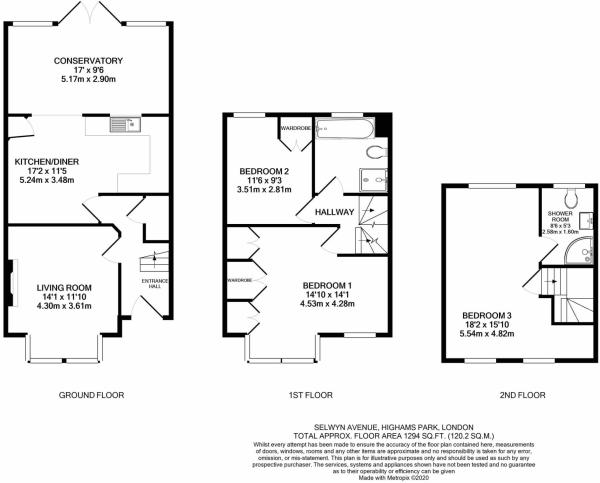 CONSERVATORY
17' x 9'6
5.17m x 2.90m
KITCHEN/DINER
17'2 x 11'5
5.24m x 3.48m
LIVING ROOM
14'1 x 11'10
4.30m x 3.61m
ENTRANCE
HALL
GROUND FLOOR
WARDROBE
BEDROOM 2
11'6 x 9'3
3.51m x 2.81m
HALLWAY
WARDROBE
BEDROOM 1
14'10 x 14'1
4.53m x 4.28m
1ST FLOOR
SHOWER
ROOM
8'6 x 5'3
2.58m x 1.60m
BEDROOM 3
18'2 x 15'10
5.54m x 4.82m
2ND FLOOR
SELWYN AVENUE, HIGHAMS PARK, LONDON
TOTAL APPROX. FLOOR AREA 1294 SQ.FT. (120.2 SQ.M.)
Whilst every attempt has been made to ensure the accuracy of the floor plan contained here, measurements
of doors, windows, rooms and any other items are approximate and no responsibility is taken for any error,
omission, or mis-statement. This plan is for illustrative purposes only and should be used as such by any
prospective purchaser. The services, systems and appliances shown have not been tested and no guarantee
as to their operability or efficiency can be given
Made with Metropix ©2020